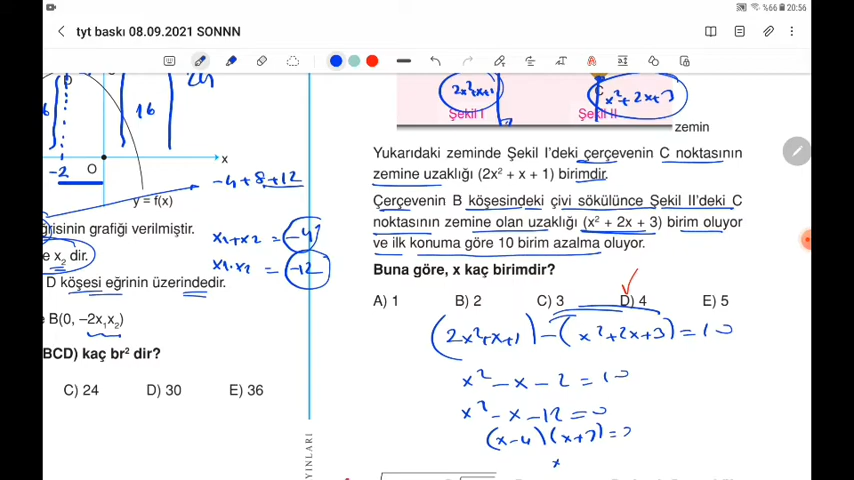 %66 20:56
tyt baskı 08.09.2021 SONNN
16
-2
O
x
y = f(x)
-4+8+12
ğrisinin grafiği verilmiştir.
x₁+x₂ = -4
e x₂ dir.
x₁.x₂ = -12
D köşesi eğrinin üzerindedir.
e B(0, −2x₁x₂)
BCD) kaç br² dir?
C) 24 D) 30 E) 36
YINLARI
2x²+x+1
C
x²+2x+3
Şekil I Şekil II
zemin
Yukarıdaki zeminde Şekil I'deki çerçevenin C noktasının
zemine uzaklığı (2x² + x + 1) birimdir.
Çerçevenin B köşesindeki çivi sökülünce Şekil II'deki C
noktasının zemine olan uzaklığı (x² + 2x + 3) birim oluyor
ve ilk konuma göre 10 birim azalma oluyor.
Buna göre, x kaç birimdir?
A) 1 B) 2 C) 3 D) 4 E) 5
(2x²+x+1)-(x²+2x+3)=10
x²-x-2=10
x²-x-12=0
(x-4)(x+3)=0
x